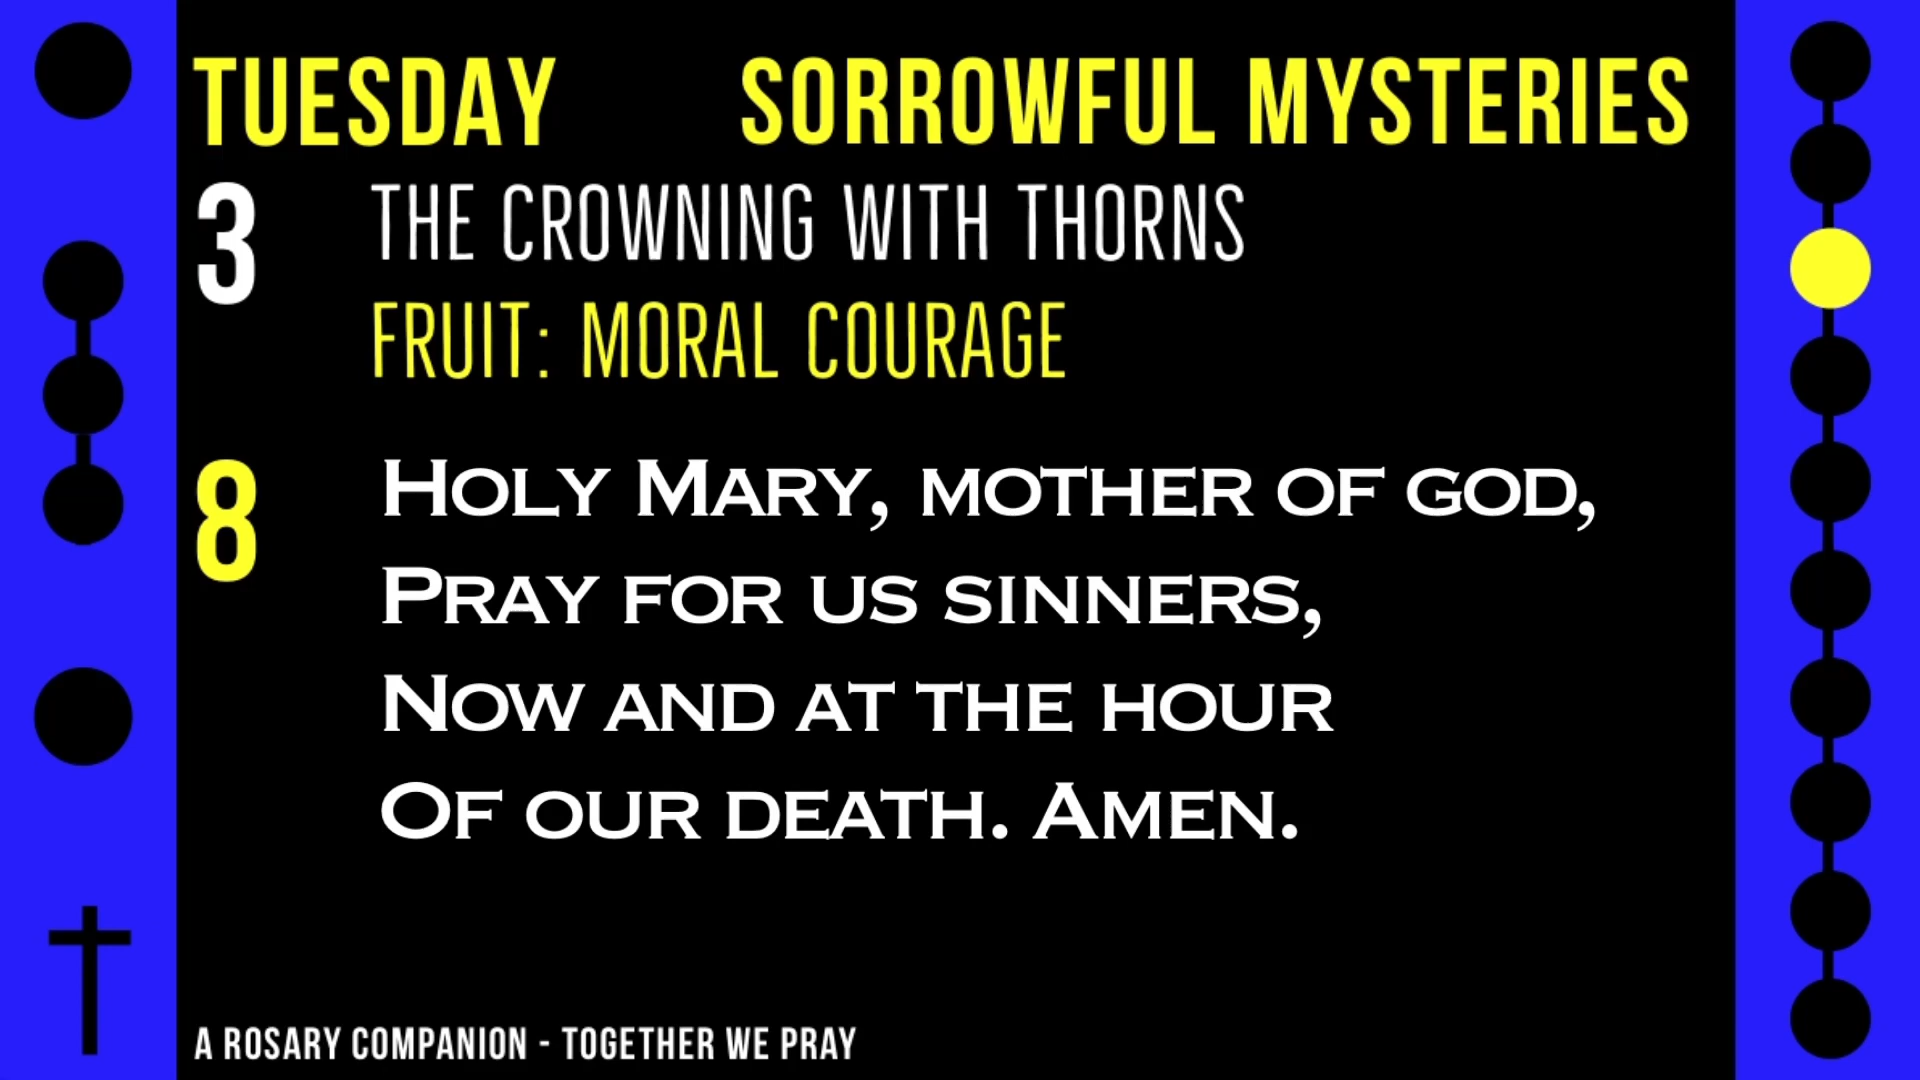 TUESDAY SORROWFUL MYSTERIES
3 THE CROWNING WITH THORNS
FRUIT: MORAL COURAGE
8 HOLY MARY, MOTHER OF GOD,
PRAY FOR US SINNERS,
NOW AND AT THE HOUR
OF OUR DEATH. AMEN.
A ROSARY COMPANION - TOGETHER WE PRAY